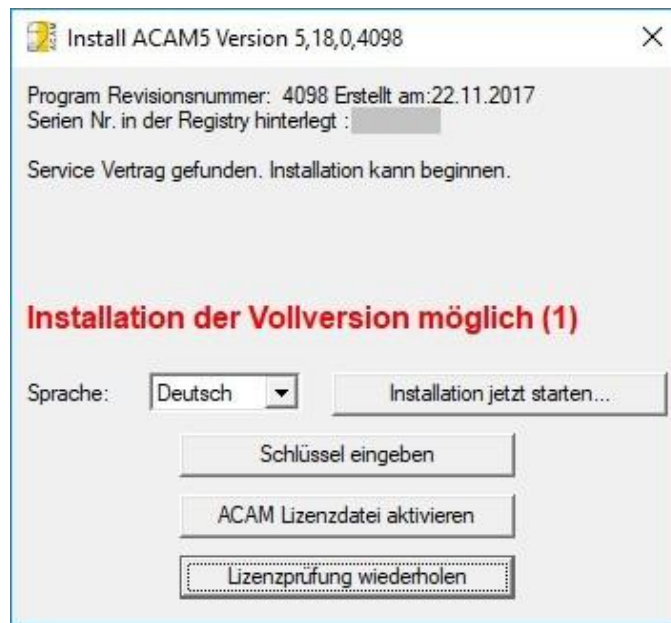 Install ACAM5 Version 5,18,0,4098
Program Revisionsnummer: 4098 Erstellt am:22.11.2017
Serien Nr. in der Registry hinterlegt :
Service Vertrag gefunden. Installation kann beginnen.
Installation der Vollversion möglich (1)
Sprache: Deutsch Installation jetzt starten...
Schlüssel eingeben
ACAM Lizenzdatei aktivieren
Lizenzprüfung wiederholen